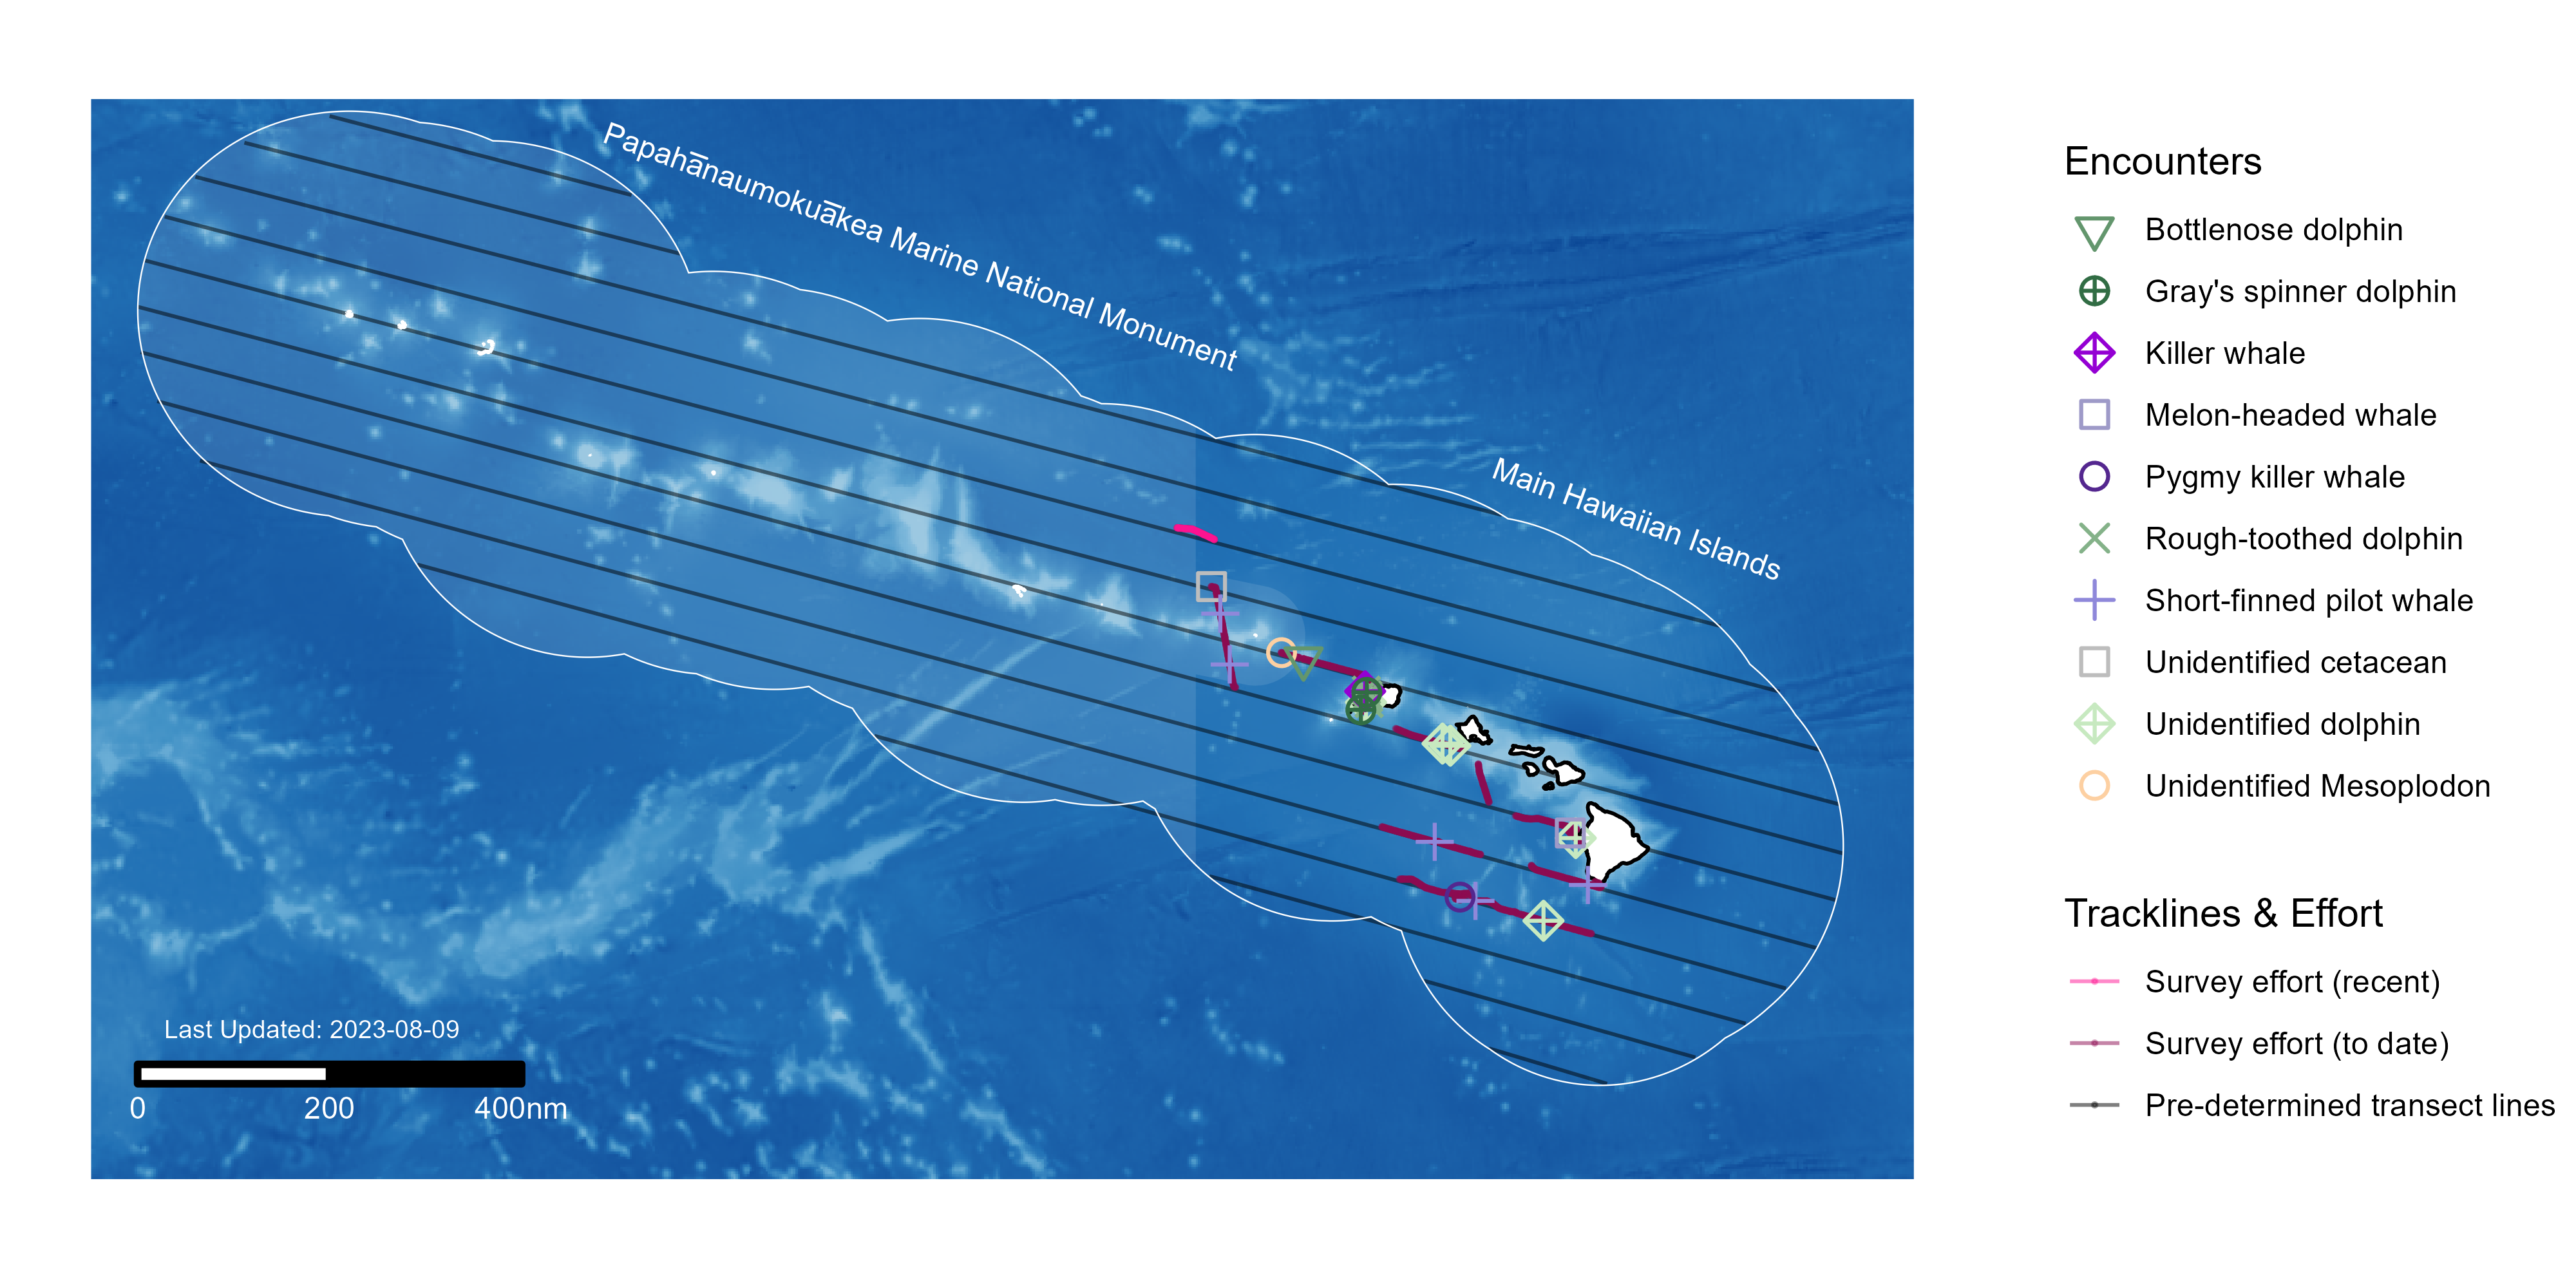 Papahānaumokuākea Marine National Monument
Main Hawaiian Islands
Last Updated: 2023-08-09
0 200 400nm
Encounters
Bottlenose dolphin
Gray's spinner dolphin
Killer whale
Melon-headed whale
Pygmy killer whale
Rough-toothed dolphin
Short-finned pilot whale
Unidentified cetacean
Unidentified dolphin
Unidentified Mesoplodon
Tracklines & Effort
Survey effort (recent)
Survey effort (to date)
Pre-determined transect lines